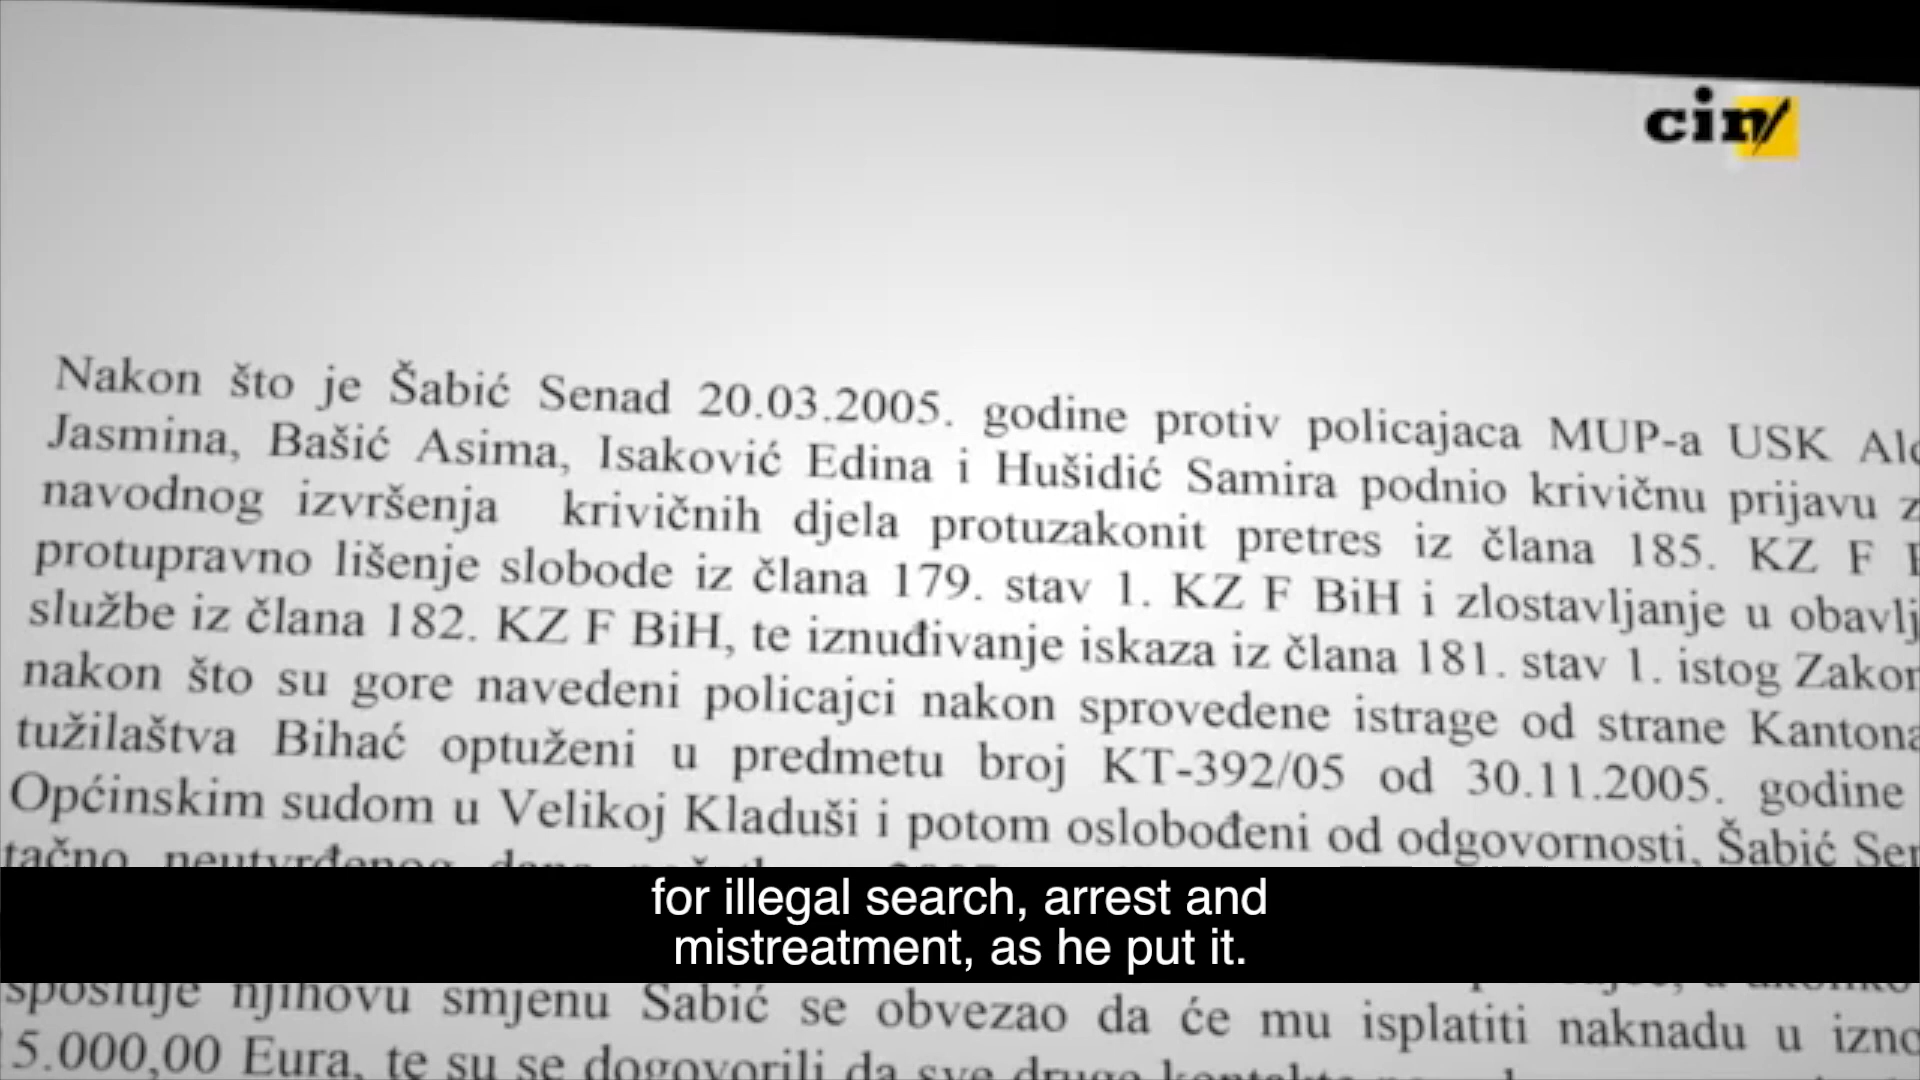 cin
Nakon što je Šabić Senad 20.03.2005. godine protiv policajaca MUP-a USK
Jasmina, Bašić Asima, Isaković Edina i Hušidić Samira podnio krivičnu prijavu
navodnog izvršenja krivičnih djela protuzakonit pretres iz člana 185. KZ F
protupravno lišenje slobode iz člana 179. stav 1. KZ F BiH i zlostavljanje u
službe iz člana 182. KZ F BiH, te iznuđivanje iskaza iz člana 181. stav 1. istog
nakon što su gore navedeni policajci nakon sprovedene istrage od strane
tužilaštva Bihać optuženi u predmetu broj KT-392/05 od 30.11.2005. godine
Općinskim sudom u Velikoj Kladuši i potom oslobođeni od odgovornosti, Šabić
tačno neutvrđenog dana
for illegal search, arrest and
mistreatment, as he put it.
njihovu smjenu Šabić se obvezao da će mu isplatiti naknadu u
5.000,00 Eura, te su se dogovorili da sve druge